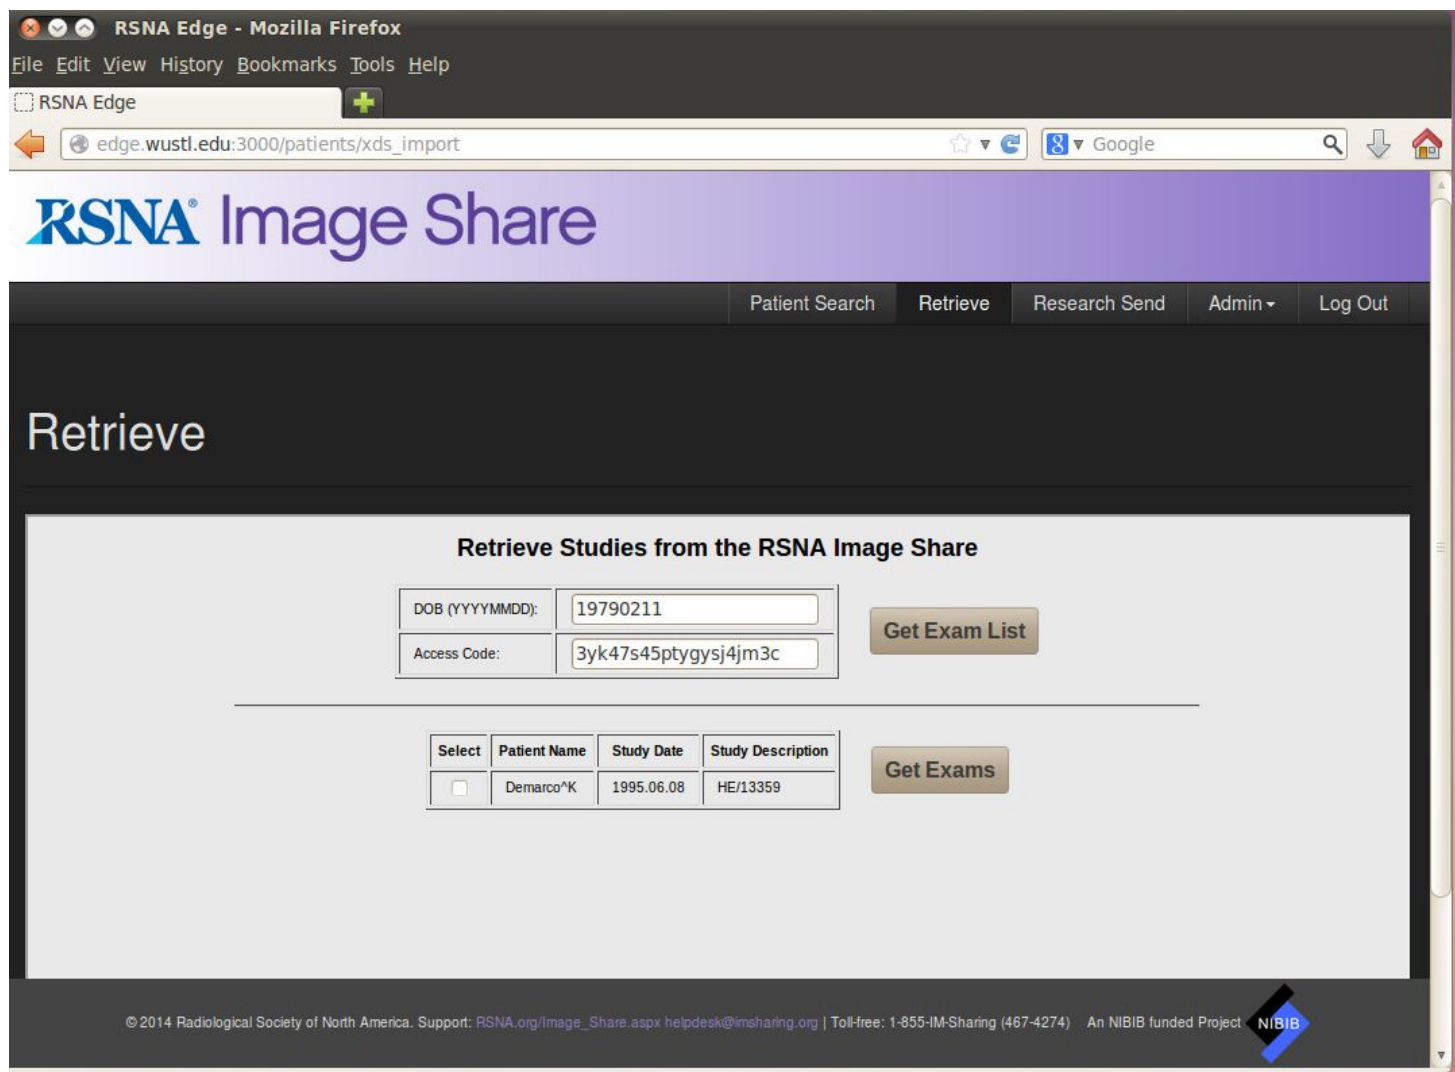 RSNA Edge - Mozilla Firefox
File Edit View History Bookmarks Tools Help
RSNA Edge
edge.wustl.edu:3000/patients/xds_import
8 Google
RSNA® Image Share
Patient Search Retrieve Research Send Admin Log Out
Retrieve
Retrieve Studies from the RSNA Image Share
DOB (YYYYMMDD): 19790211
Get Exam List
Access Code: 3yk47s45ptygysj4jm3c
Select Patient Name Study Date Study Description
Get Exams
Demarco^K 1995.06.08 HE/13359
© 2014 Radiological Society of North America. Support: RSNA.org/Image_Share.aspx helpdesk@imsharing.org | Toll-free: 1-855-IM-Sharing (467-4274) An NIBIB funded Project NIBIB